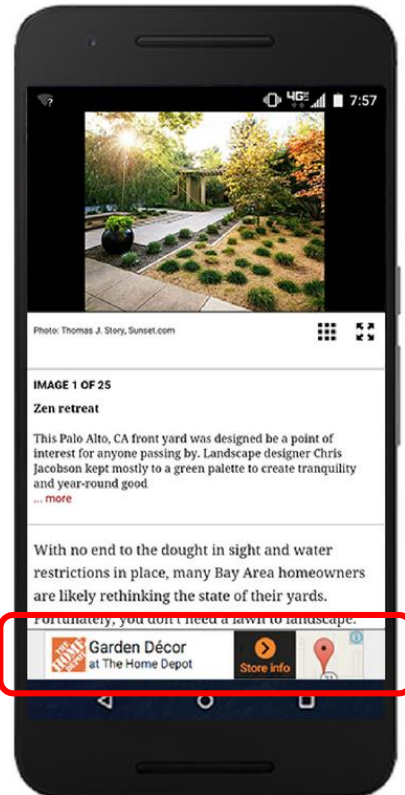 4G
7:57
Photo: Thomas J. Story, Sunset.com
IMAGE 1 OF 25
Zen retreat
This Palo Alto, CA front yard was designed be a point of
interest for anyone passing by. Landscape designer Chris
Jacobson kept mostly to a green palette to create tranquility
and year-round good
... more
With no end to the dought in sight and water
restrictions in place, many Bay Area homeowners
are likely rethinking the state of their yards.
Fortunately, you don't need a lawn to landscape.
THE HOME DEPOT
Garden Décor
at The Home Depot
Store info